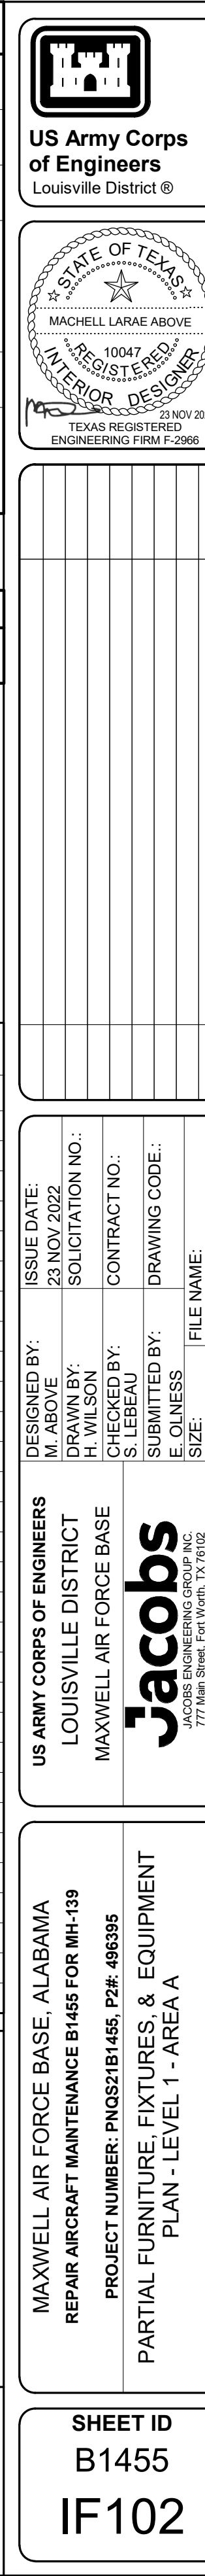 US Army Corps
of Engineers
Louisville District ®
STATE OF TEXAS
MACHELL LARAE ABOVE
10047
REGISTERED
INTERIOR DESIGNER
23 NOV
TEXAS REGISTERED
ENGINEERING FIRM F-2966
ISSUE DATE:
23 NOV 2022
SOLICITATION NO.:
CONTRACT NO.:
DRAWING CODE.:
FILE NAME:
DESIGNED BY:
M. ABOVE
DRAWN BY:
H. WILSON
CHECKED BY:
S. LEBEAU
SUBMITTED BY:
E. OLNESS
SIZE:
US ARMY CORPS OF ENGINEERS
LOUISVILLE DISTRICT
MAXWELL AIR FORCE BASE
Jacobs
JACOBS ENGINEERING GROUP INC.
777 Main Street, Fort Worth, TX 76102
MAXWELL AIR FORCE BASE, ALABAMA
REPAIR AIRCRAFT MAINTENANCE B1455 FOR MH-139
PROJECT NUMBER: PNQS21B1455, P2#: 496395
PARTIAL FURNITURE, FIXTURES, & EQUIPMENT
PLAN - LEVEL 1 - AREA A
SHEET ID
B1455
IF102